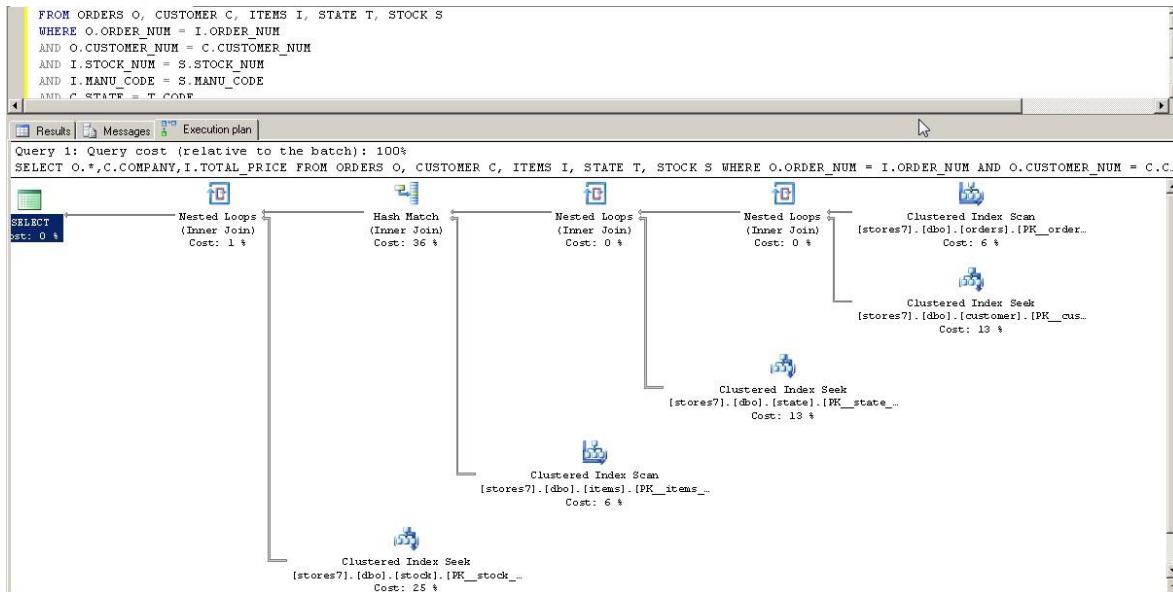 FROM ORDERS O, CUSTOMER C, ITEMS I, STATE T, STOCK S
WHERE O.ORDER_NUM = I.ORDER_NUM
AND O.CUSTOMER_NUM = C.CUSTOMER_NUM
AND I.STOCK_NUM = S.STOCK_NUM
AND I.MANU_CODE = S.MANU_CODE
AND C.STATE = T.CODE
Results Messages Execution plan
Query 1: Query cost (relative to the batch): 100%
SELECT O.*,C.COMPANY,I.TOTAL_PRICE FROM ORDERS O, CUSTOMER C, ITEMS I, STATE T, STOCK S WHERE O.ORDER_NUM = I.ORDER_NUM AND O.CUSTOMER_NUM = C.C…
SELECT
ost: 0 %
Nested Loops
(Inner Join)
Cost: 1 %
Hash Match
(Inner Join)
Cost: 36 %
Nested Loops
(Inner Join)
Cost: 0 %
Nested Loops
(Inner Join)
Cost: 0 %
Clustered Index Scan
[stores7].[dbo].[orders].[PK__order…
Cost: 6 %
Clustered Index Seek
[stores7].[dbo].[customer].[PK__cus…
Cost: 13 %
Clustered Index Seek
[stores7].[dbo].[state].[PK__state_…
Cost: 13 %
Clustered Index Scan
[stores7].[dbo].[items].[PK__items_…
Cost: 6 %
Clustered Index Seek
[stores7].[dbo].[stock].[PK__stock_…
Cost: 25 %